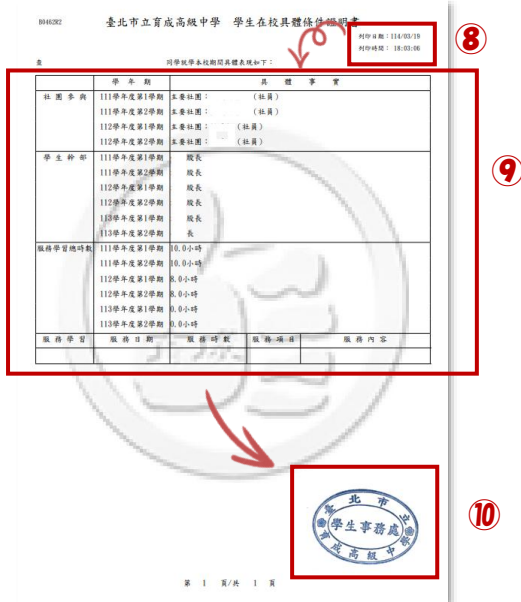 B046282
臺北市立育成高級中學 學生在校具體條件證明書
列印日期：114/03/19
列印時間： 18:03:06
⑧
查 同學就學本校期間具體表現如下：
學 年 期 具 體 事 實
社 團 參 與 111學年度第1學期 主要社團： （社員）
111學年度第2學期 主要社團： （社員）
112學年度第1學期 主要社團： （社員）
112學年度第2學期 主要社團： （社員）
學 生 幹 部 111學年度第1學期 股長
111學年度第2學期 股長
112學年度第1學期 股長
112學年度第2學期 股長
113學年度第1學期 股長
113學年度第2學期 長
服務學習總時數 111學年度第1學期 10.0小時
111學年度第2學期 10.0小時
112學年度第1學期 8.0小時
112學年度第2學期 8.0小時
113學年度第1學期 0.0小時
113學年度第2學期 0.0小時
服 務 學 習 服 務 日 期 服 務 時 數 服 務 項 目 服 務 內 容
⑨
臺北市立
學生事務處
育成高級中學
⑩
第 1 頁/共 1 頁